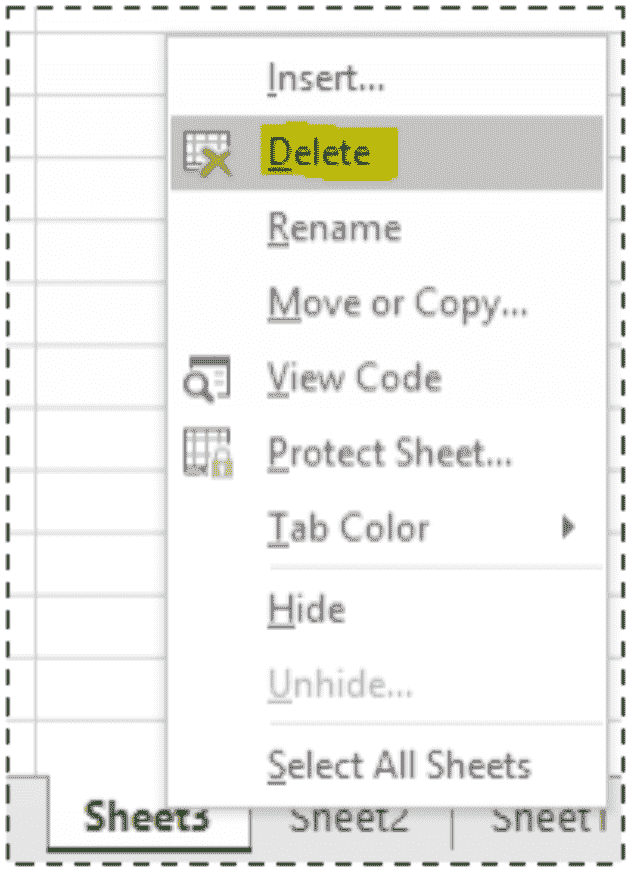 Insert...
Delete
Rename
Move or Copy...
View Code
Protect Sheet...
Tab Color
Hide
Unhide...
Select All Sheets
Sheet3 Sheet2 Sheet1